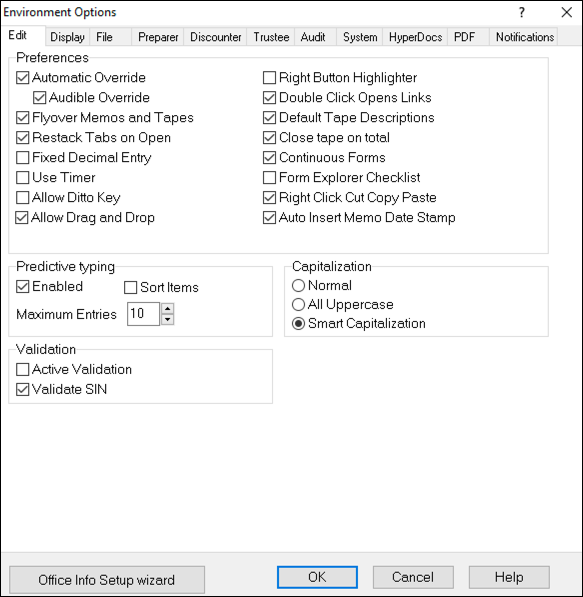 Environment Options ?
Edit Display File Preparer Discounter Trustee Audit System HyperDocs PDF Notifications
Preferences
Automatic Override Right Button Highlighter
Audible Override Double Click Opens Links
Flyover Memos and Tapes Default Tape Descriptions
Restack Tabs on Open Close tape on total
Fixed Decimal Entry Continuous Forms
Use Timer Form Explorer Checklist
Allow Ditto Key Right Click Cut Copy Paste
Allow Drag and Drop Auto Insert Memo Date Stamp
Predictive typing Capitalization
Enabled Sort Items Normal
Maximum Entries 10 All Uppercase
Smart Capitalization
Validation
Active Validation
Validate SIN
Office Info Setup wizard OK Cancel Help